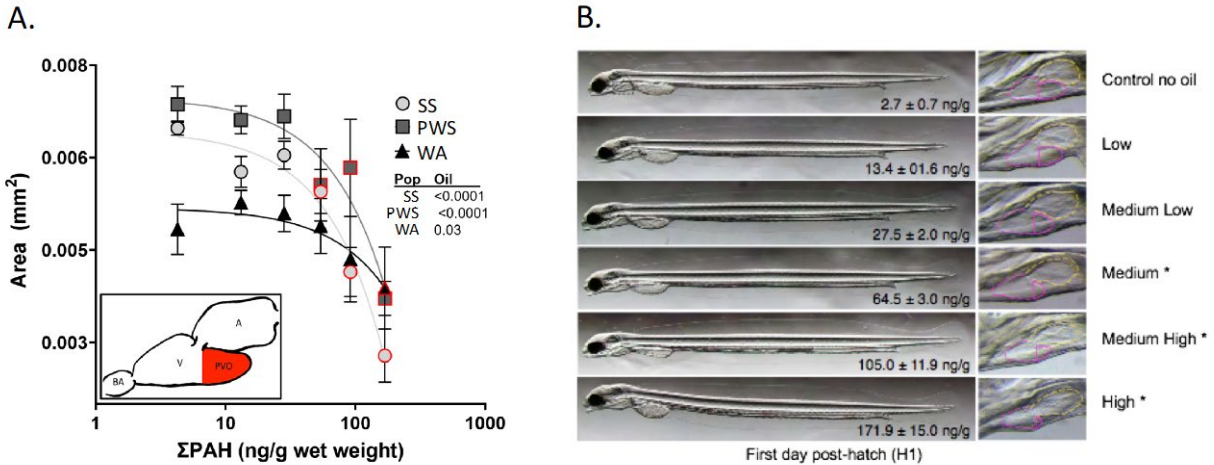 A.
0.008
0.006
0.005
0.003
Area (mm²)
1
10
100
1000
ΣPAH (ng/g wet weight)
SS
PWS
WA
Pop Oil
SS <0.0001
PWS <0.0001
WA 0.03
A
V
PVO
BA
B.
2.7 ± 0.7 ng/g
Control no oil
13.4 ± 01.6 ng/g
Low
27.5 ± 2.0 ng/g
Medium Low
64.5 ± 3.0 ng/g
Medium *
105.0 ± 11.9 ng/g
Medium High *
171.9 ± 15.0 ng/g
High *
First day post-hatch (H1)